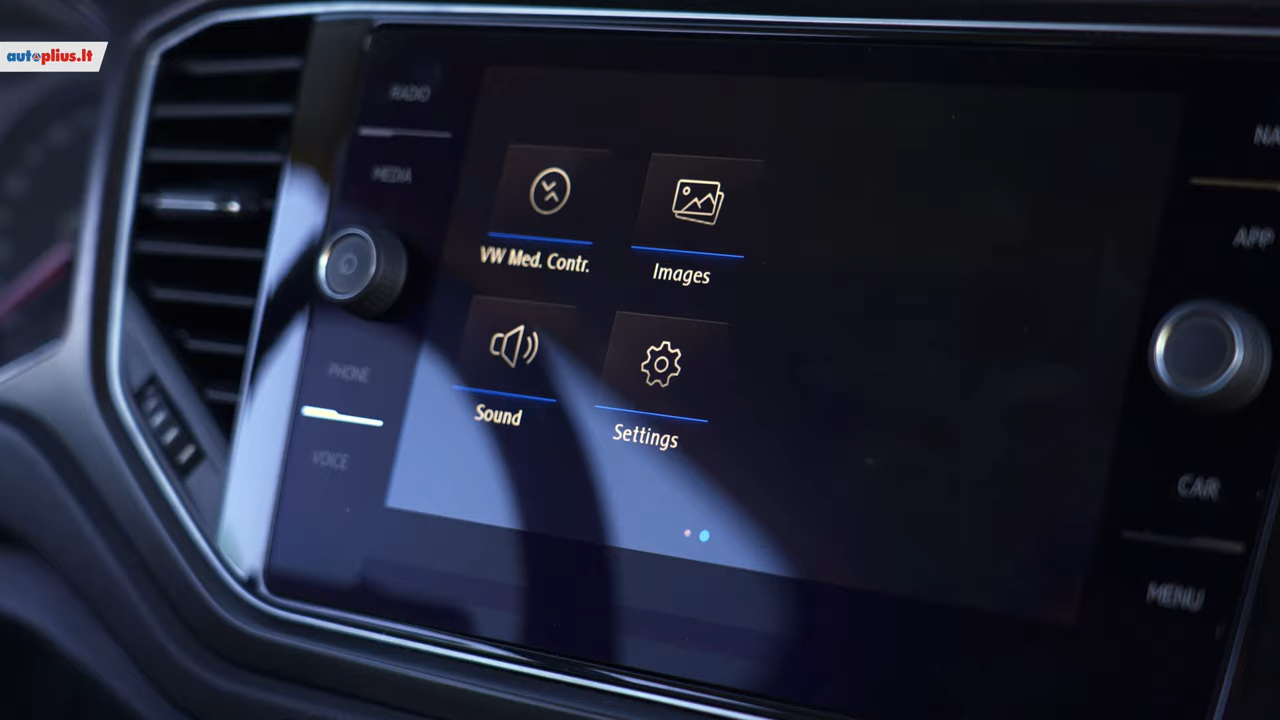 autoplius.lt
RADIO
MEDIA
PHONE
VOICE
VW Med. Contr.
Images
Sound
Settings
APP
CAR
MENU